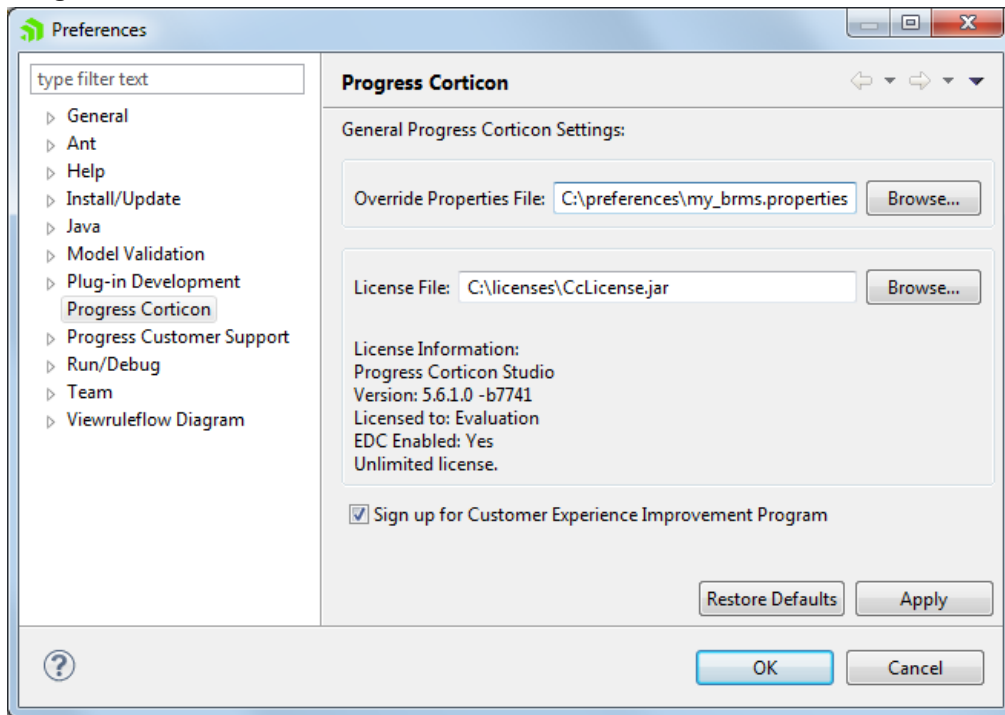 Preferences
type filter text
General
Ant
Help
Install/Update
Java
Model Validation
Plug-in Development
Progress Corticon
Progress Customer Support
Run/Debug
Team
Viewruleflow Diagram
Progress Corticon
General Progress Corticon Settings:
Override Properties File: C:\preferences\my_brms.properties Browse...
License File: C:\licenses\CcLicense.jar Browse...
License Information:
Progress Corticon Studio
Version: 5.6.1.0 -b7741
Licensed to: Evaluation
EDC Enabled: Yes
Unlimited license.
Sign up for Customer Experience Improvement Program
Restore Defaults Apply
? OK Cancel